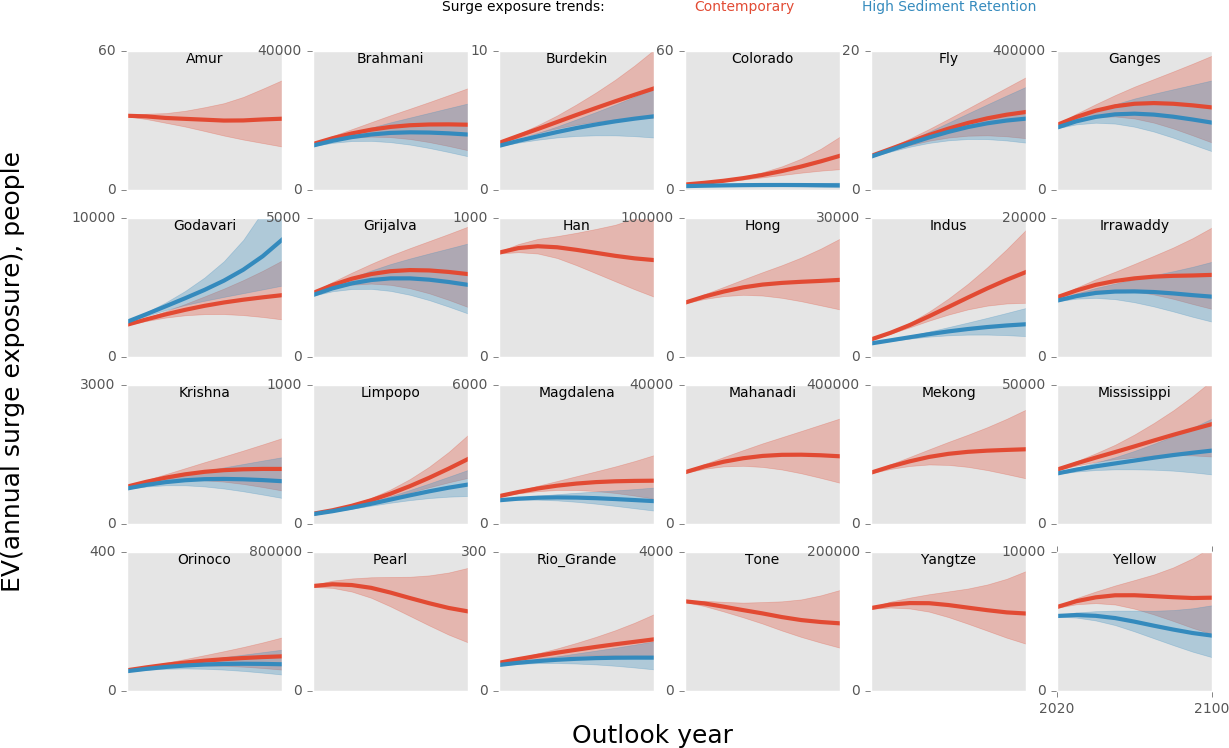 Surge exposure trends: Contemporary High Sediment Retention
60 40000 10 60 20 400000
Amur Brahmani Burdekin Colorado Fly Ganges
0 0 0 0 0 0
10000 5000 1000 100000 30000 20000
Godavari Grijalva Han Hong Indus Irrawaddy
0 0 0 0 0 0
3000 1000 6000 40000 400000 50000
Krishna Limpopo Magdalena Mahanadi Mekong Mississippi
0 0 0 0 0 0
400 800000 300 4000 200000 10000
Orinoco Pearl Rio_Grande Tone Yangtze Yellow
0 0 0 0 0 0
2020 2100
EV(annual surge exposure), people
Outlook year